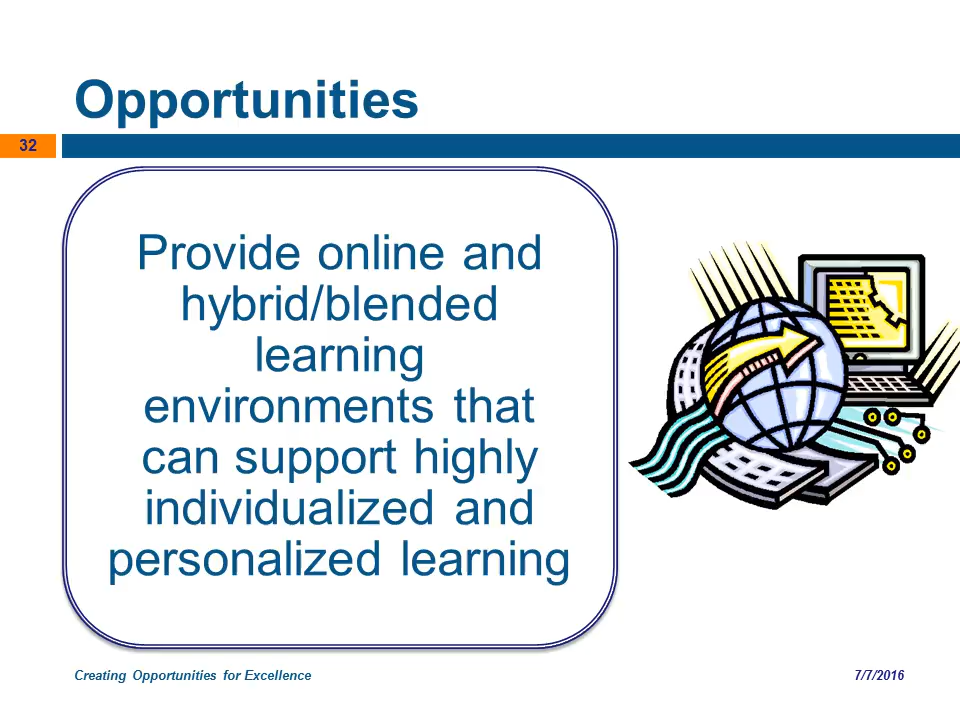 Opportunities
32
Provide online and
hybrid/blended
learning
environments that
can support highly
individualized and
personalized learning
Creating Opportunities for Excellence
7/7/2016